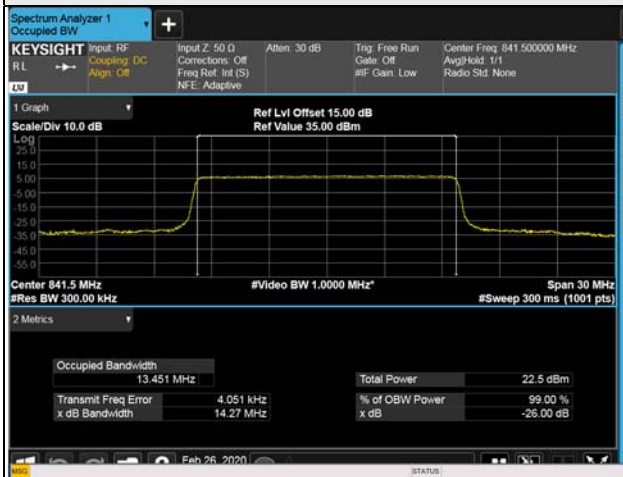 Spectrum Analyzer 1
Occupied BW
KEYSIGHT
RL
LXI
Input: RF
Coupling: DC
Align: Off
Input Z: 50 Ω
Corrections: Off
Freq Ref: Int (S)
NFE: Adaptive
Atten: 30 dB
Trig: Free Run
Gate: Off
#IF Gain: Low
Center Freq: 841.500000 MHz
Avg|Hold: 1/1
Radio Std: None
1 Graph
Scale/Div 10.0 dB
Ref Lvl Offset 15.00 dB
Ref Value 35.00 dBm
Log
25.0
15.0
5.00
-5.00
-15.0
-25.0
-35.0
-45.0
-55.0
Center 841.5 MHz
#Video BW 1.0000 MHz*
Span 30 MHz
#Res BW 300.00 kHz
#Sweep 300 ms (1001 pts)
2 Metrics
Occupied Bandwidth
13.451 MHz
Total Power 22.5 dBm
Transmit Freq Error 4.051 kHz
% of OBW Power 99.00 %
x dB Bandwidth 14.27 MHz
x dB -26.00 dB
Feb 26, 2020
MSG
STATUS